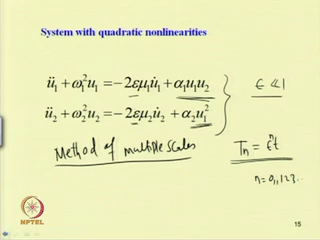 System with quadratic nonlinearities
ü₁ + ω₁²u₁ = −2εμ₁u̇₁ + α₁u₁u₂
ü₂ + ω₂²u₂ = −2εμ₂u̇₂ + α₂u₁²
ϵ ≪ 1
Method of multiple scales
Tₙ = ϵⁿt
n = 0,1,2,3..
NPTEL
15